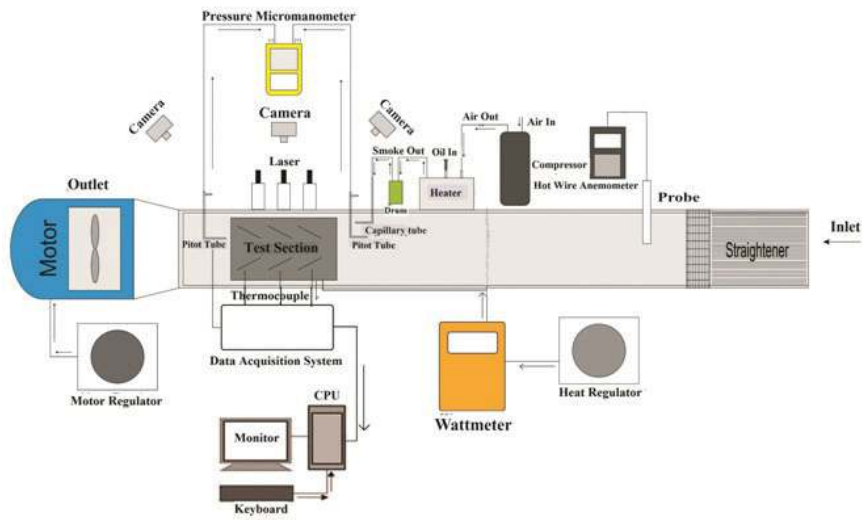 Pressure Micromanometer
Camera
Camera
Camera
Air Out
Air In
Smoke Out
Oil In
Laser
Compressor
Hot Wire Anemometer
Outlet
Heater
Drum
Probe
Motor
Pitot Tube
Test Section
Capillary tube
Pitot Tube
Straightener
Inlet
Thermocouple
Data Acquisition System
Motor Regulator
Heat Regulator
CPU
Wattmeter
Monitor
Keyboard